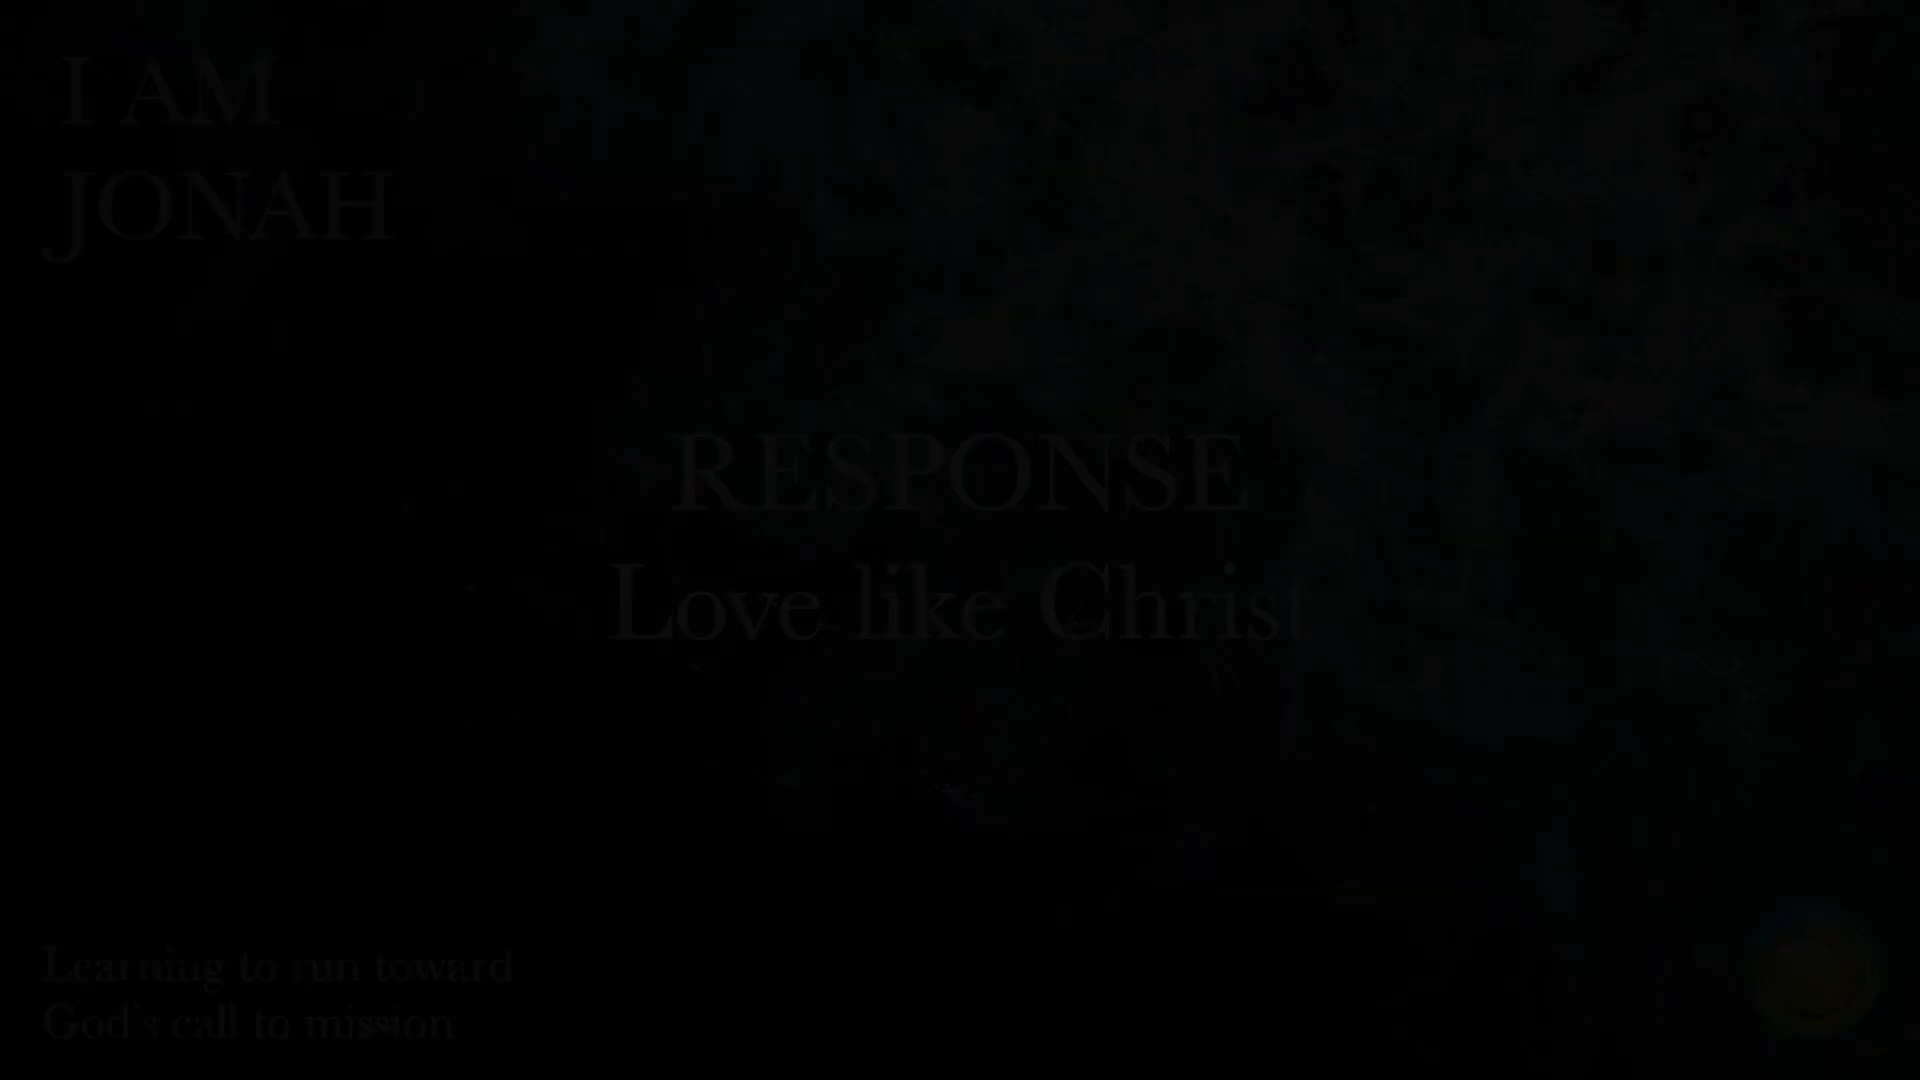 I AM
JONAH
RESPONSE
Love like Christ
Learning to run toward
God's call to mission